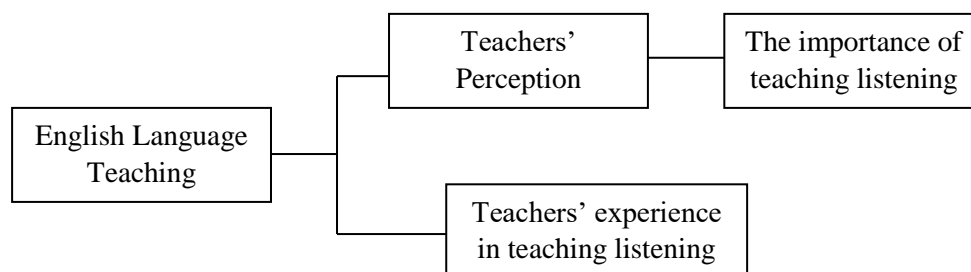 Teachers’
Perception
The importance of
teaching listening
English Language
Teaching
Teachers’ experience
in teaching listening